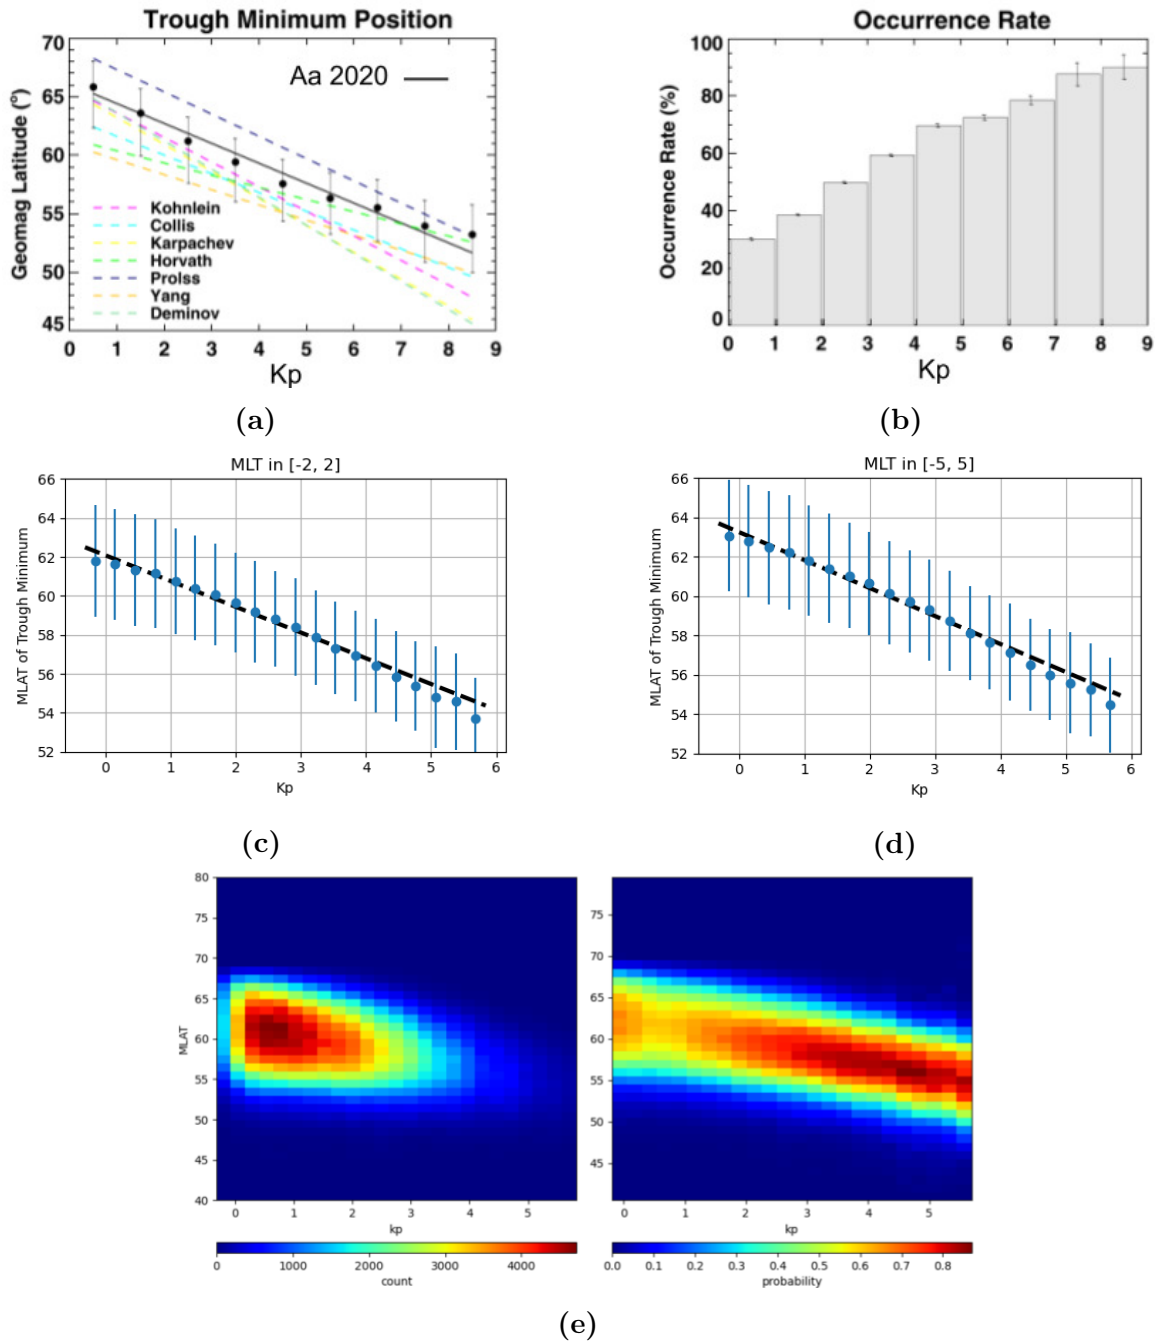 Trough Minimum Position
Geomag Latitude (°)
70
65
60
55
50
45
Aa 2020
Kohnlein
Collis
Karpachev
Horvath
Prolss
Yang
Deminov
0 1 2 3 4 5 6 7 8 9
Kp
(a)
Occurrence Rate
Occurrence Rate (%)
100
80
60
40
20
0
0 1 2 3 4 5 6 7 8 9
Kp
(b)
MLT in [-2, 2]
MLAT of Trough Minimum
66
64
62
60
58
56
54
52
0 1 2 3 4 5 6
Kp
(c)
MLT in [-5, 5]
MLAT of Trough Minimum
66
64
62
60
58
56
54
52
0 1 2 3 4 5 6
Kp
(d)
MLAT
80
75
70
65
60
55
50
45
40
0 1 2 3 4 5
kp
0 1000 2000 3000 4000
count
75
70
65
60
55
50
45
0 1 2 3 4 5
kp
0.0 0.1 0.2 0.3 0.4 0.5 0.6 0.7 0.8
probability
(e)